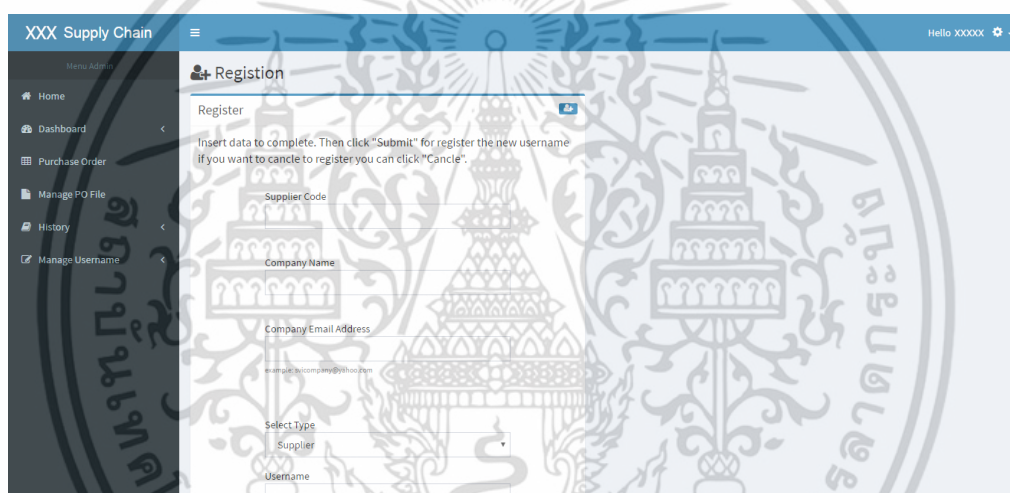 XXX Supply Chain
Hello XXXXX
Menu Admin
Registion
Home
Register
Dashboard
Insert data to complete. Then click "Submit" for register the new username
if you want to cancle to register you can click "Cancle".
Purchase Order
Manage PO File
Supplier Code
History
Manage Username
Company Name
Company Email Address
example: svicompany@yahoo.com
Select Type
Supplier
Username